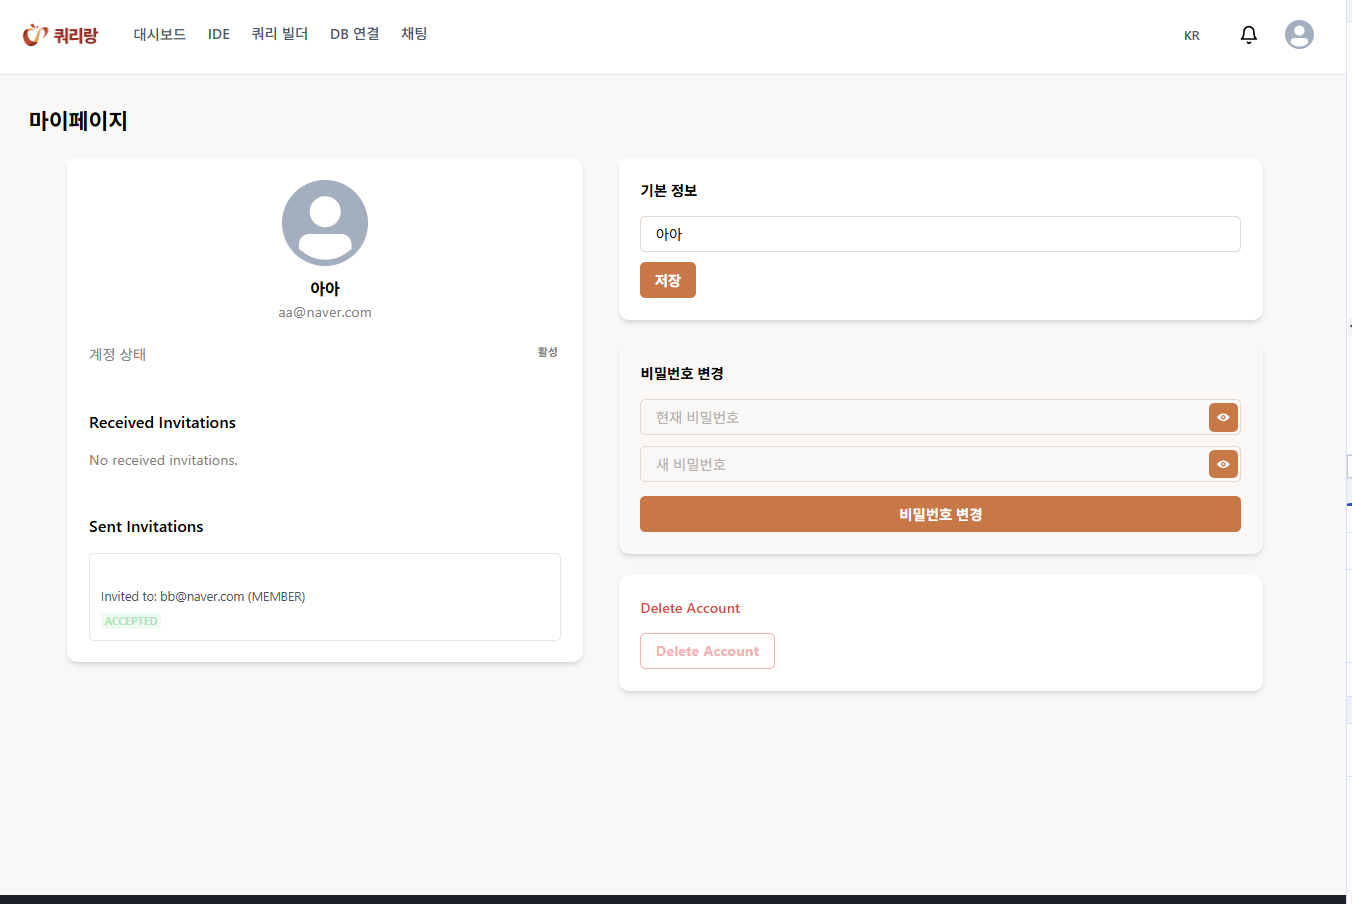 쿼리랑
대시보드 IDE 쿼리 빌더 DB 연결 채팅
KR
마이페이지
아아
aa@naver.com
계정 상태 활성
Received Invitations
No received invitations.
Sent Invitations
Invited to: bb@naver.com (MEMBER)
ACCEPTED
기본 정보
아아
저장
비밀번호 변경
현재 비밀번호
새 비밀번호
비밀번호 변경
Delete Account
Delete Account